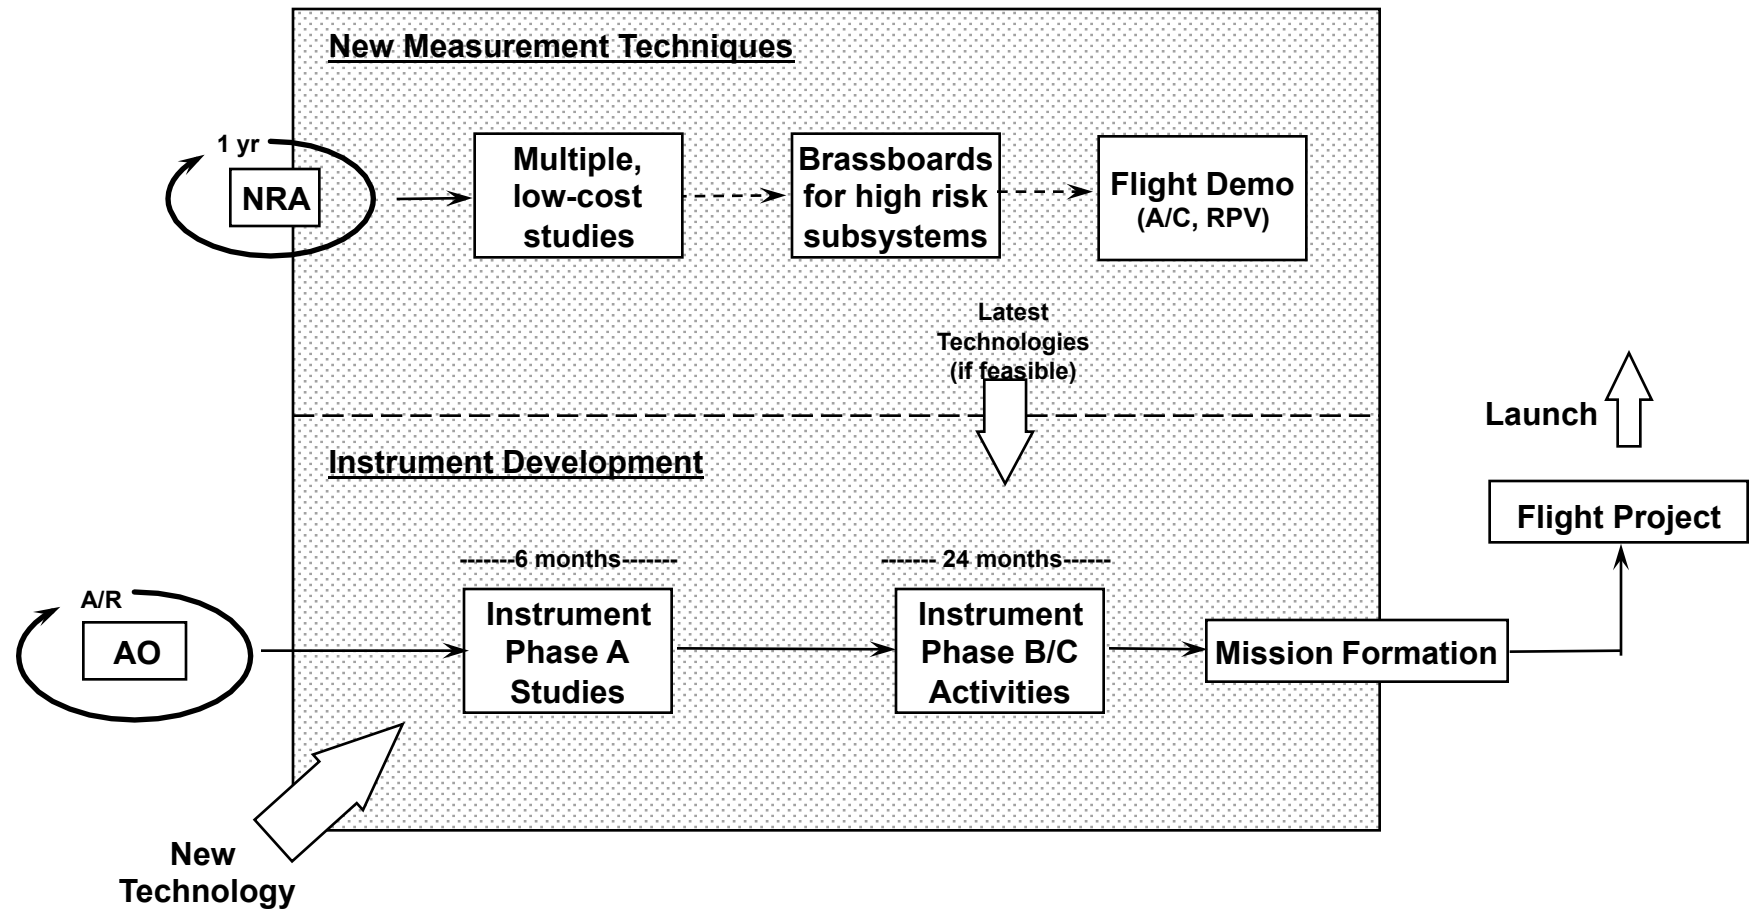 New Measurement Techniques
1 yr
NRA
Multiple,
low-cost
studies
Brassboards
for high risk
subsystems
Flight Demo
(A/C, RPV)
Latest
Technologies
(if feasible)
Launch
Instrument Development
Flight Project
------6 months------
------ 24 months-----
A/R
AO
Instrument
Phase A
Studies
Instrument
Phase B/C
Activities
Mission Formation
New
Technology